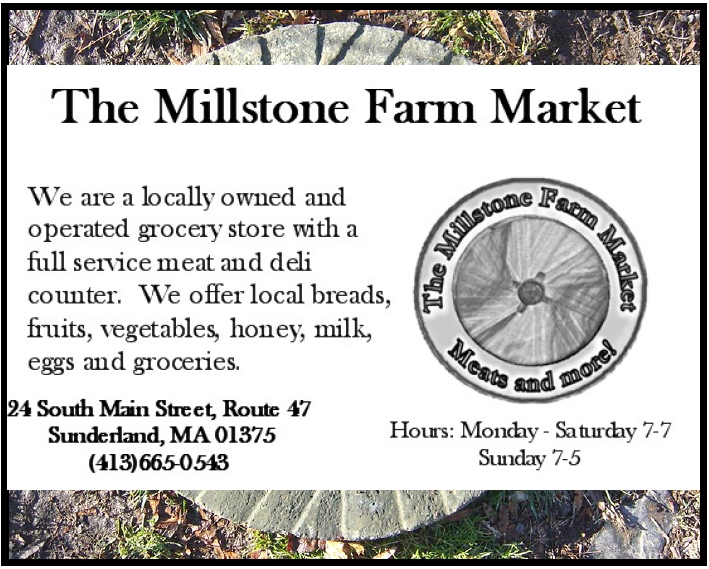 The Millstone Farm Market
We are a locally owned and
operated grocery store with a
full service meat and deli
counter. We offer local breads,
fruits, vegetables, honey, milk,
eggs and groceries.
The Millstone Farm Market
Meats and more!
24 South Main Street, Route 47
Sunderland, MA 01375
(413)665-0543
Hours: Monday - Saturday 7-7
Sunday 7-5